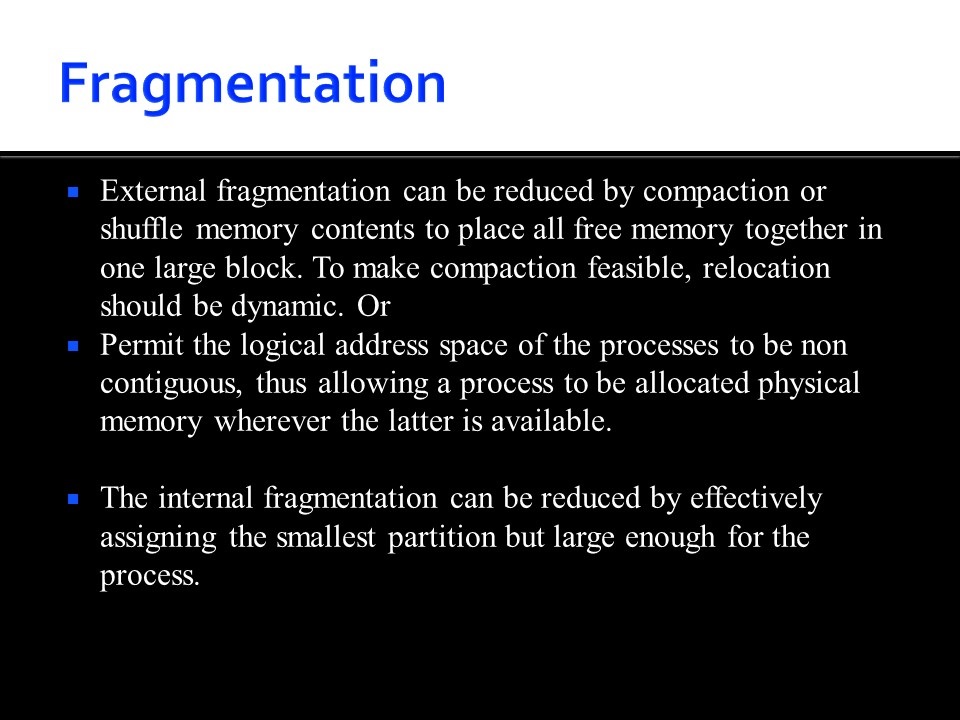 Fragmentation
External fragmentation can be reduced by compaction or
shuffle memory contents to place all free memory together in
one large block. To make compaction feasible, relocation
should be dynamic. Or
Permit the logical address space of the processes to be non
contiguous, thus allowing a process to be allocated physical
memory wherever the latter is available.
The internal fragmentation can be reduced by effectively
assigning the smallest partition but large enough for the
process.